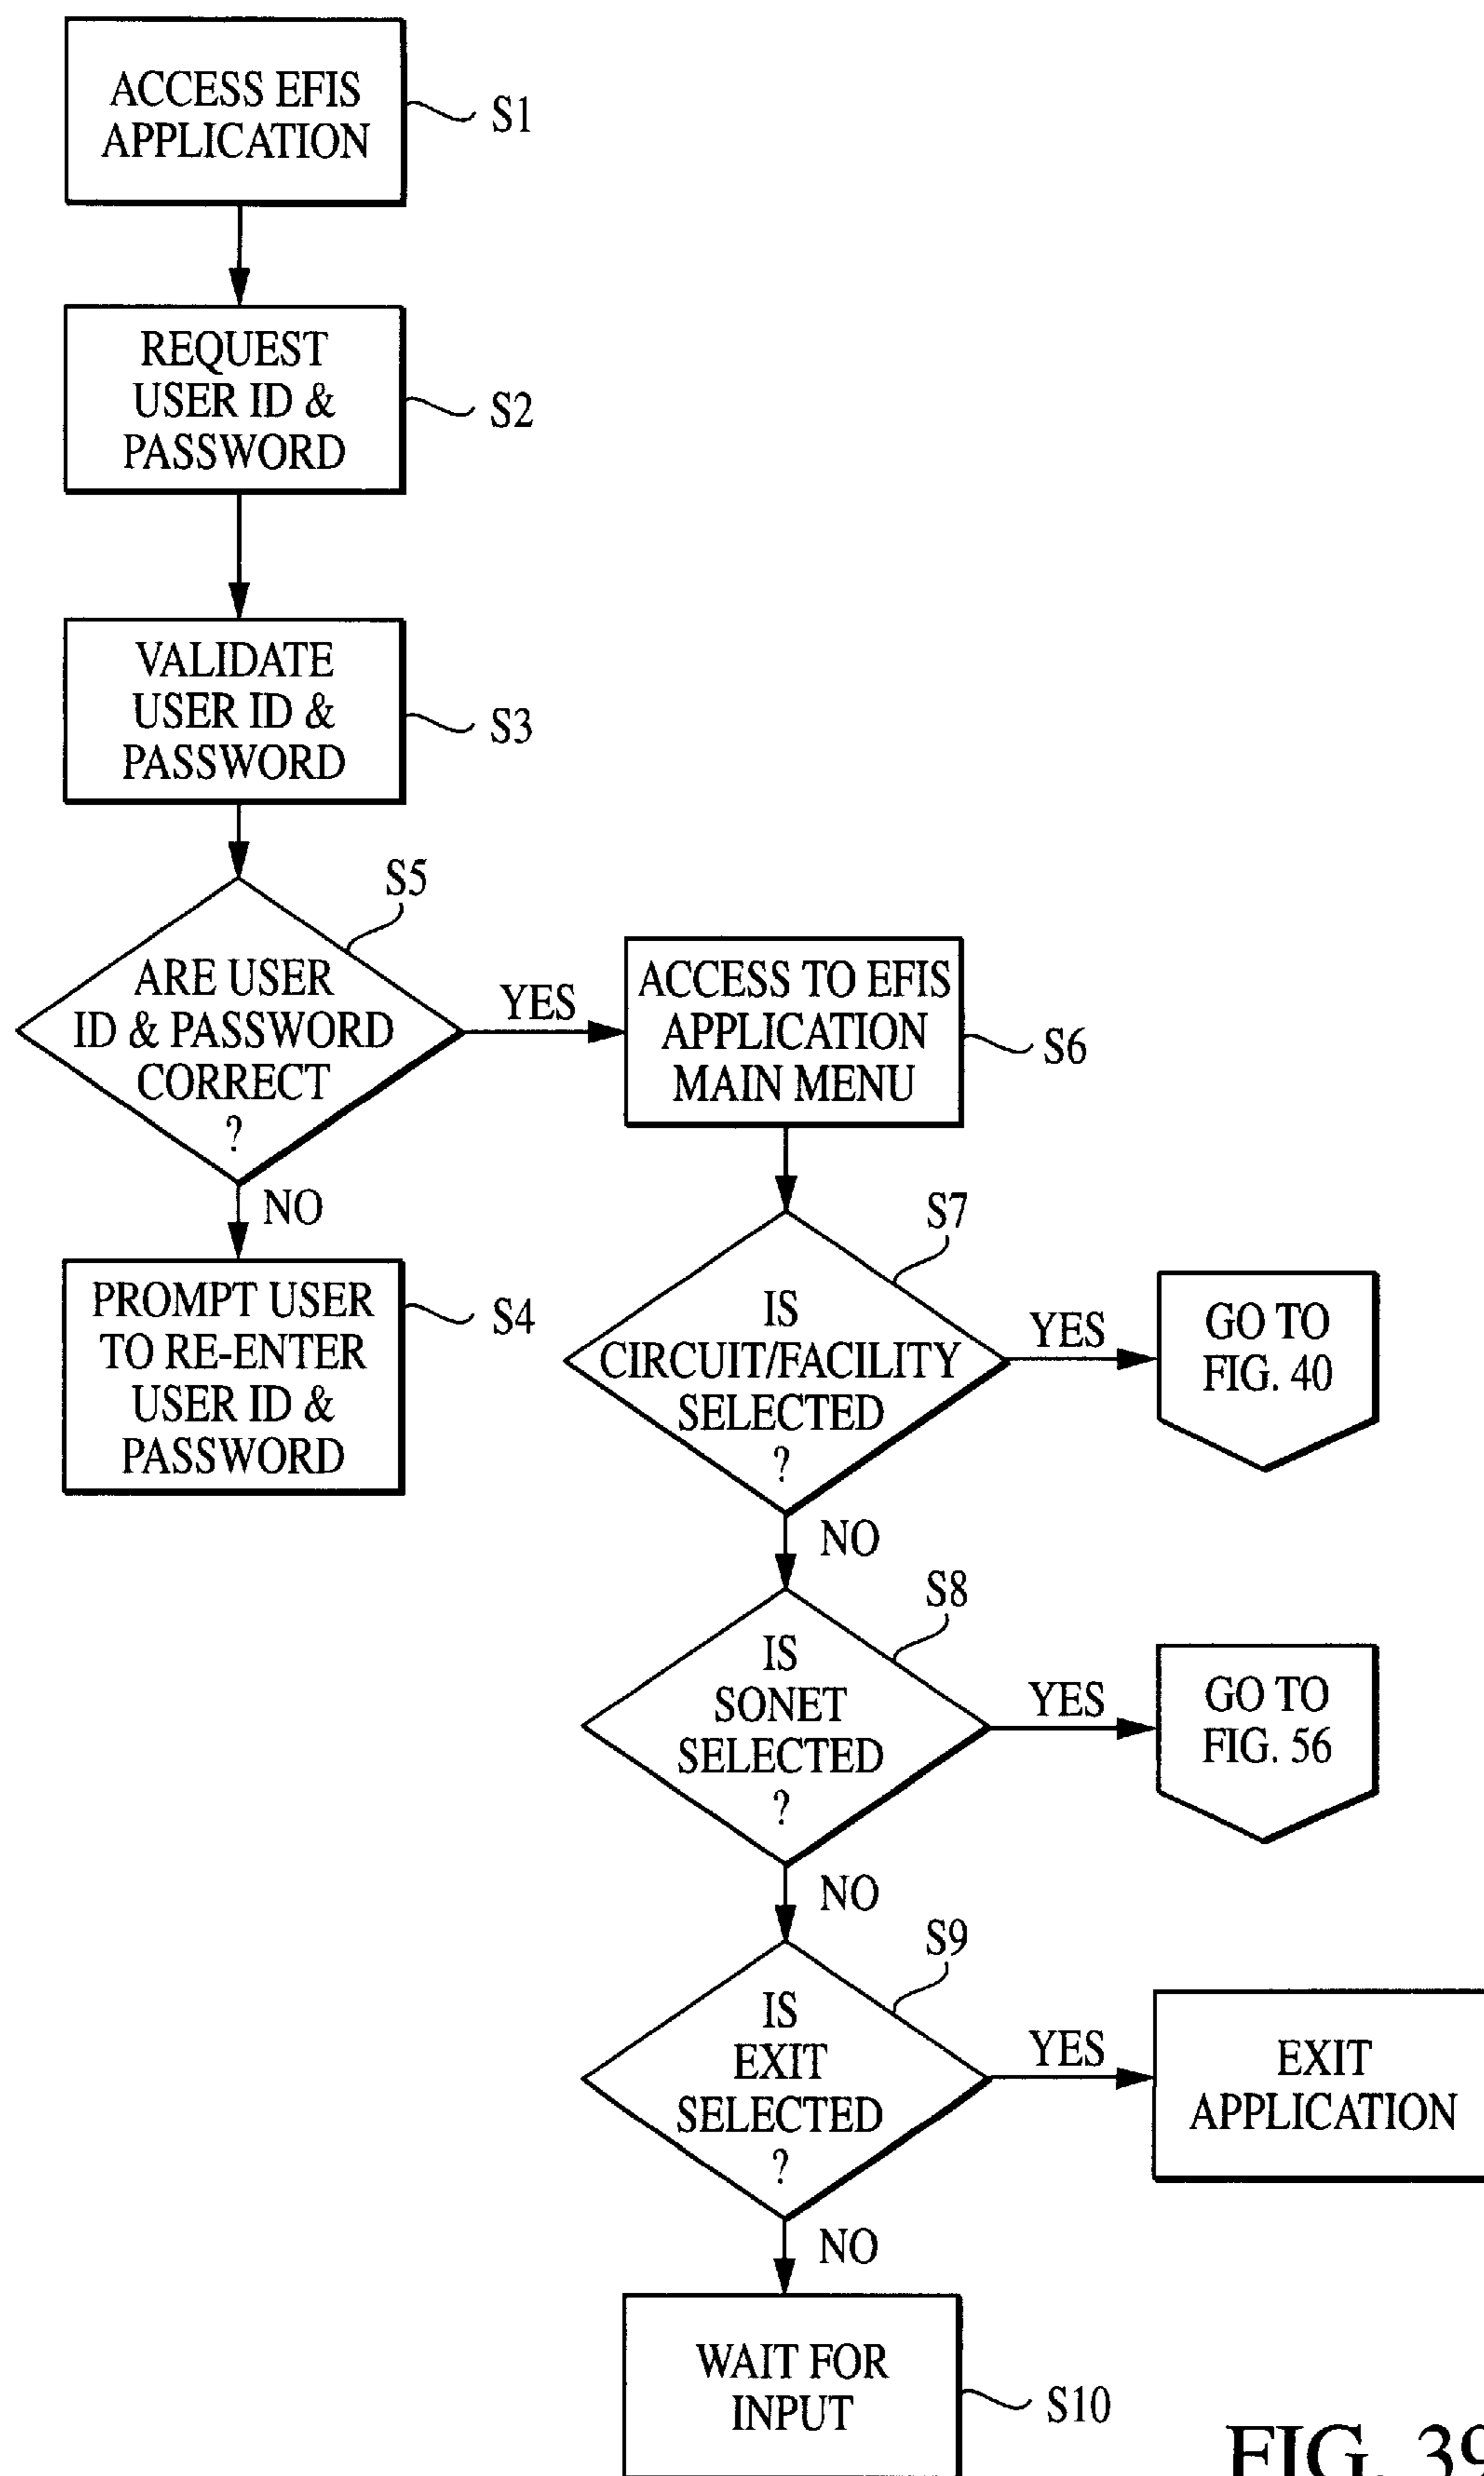 ACCESS EFIS
APPLICATION
S1
REQUEST
USER ID &
PASSWORD
S2
VALIDATE
USER ID &
PASSWORD
S3
S5
ARE USER
ID & PASSWORD
CORRECT
?
YES
ACCESS TO EFIS
APPLICATION
MAIN MENU
S6
NO
PROMPT USER
TO RE-ENTER
USER ID &
PASSWORD
S4
S7
IS
CIRCUIT/FACILITY
SELECTED
?
YES
GO TO
FIG. 40
NO
S8
IS
SONET
SELECTED
?
YES
GO TO
FIG. 56
NO
S9
IS
EXIT
SELECTED
?
YES
EXIT
APPLICATION
NO
WAIT FOR
INPUT
S10
FIG. 39